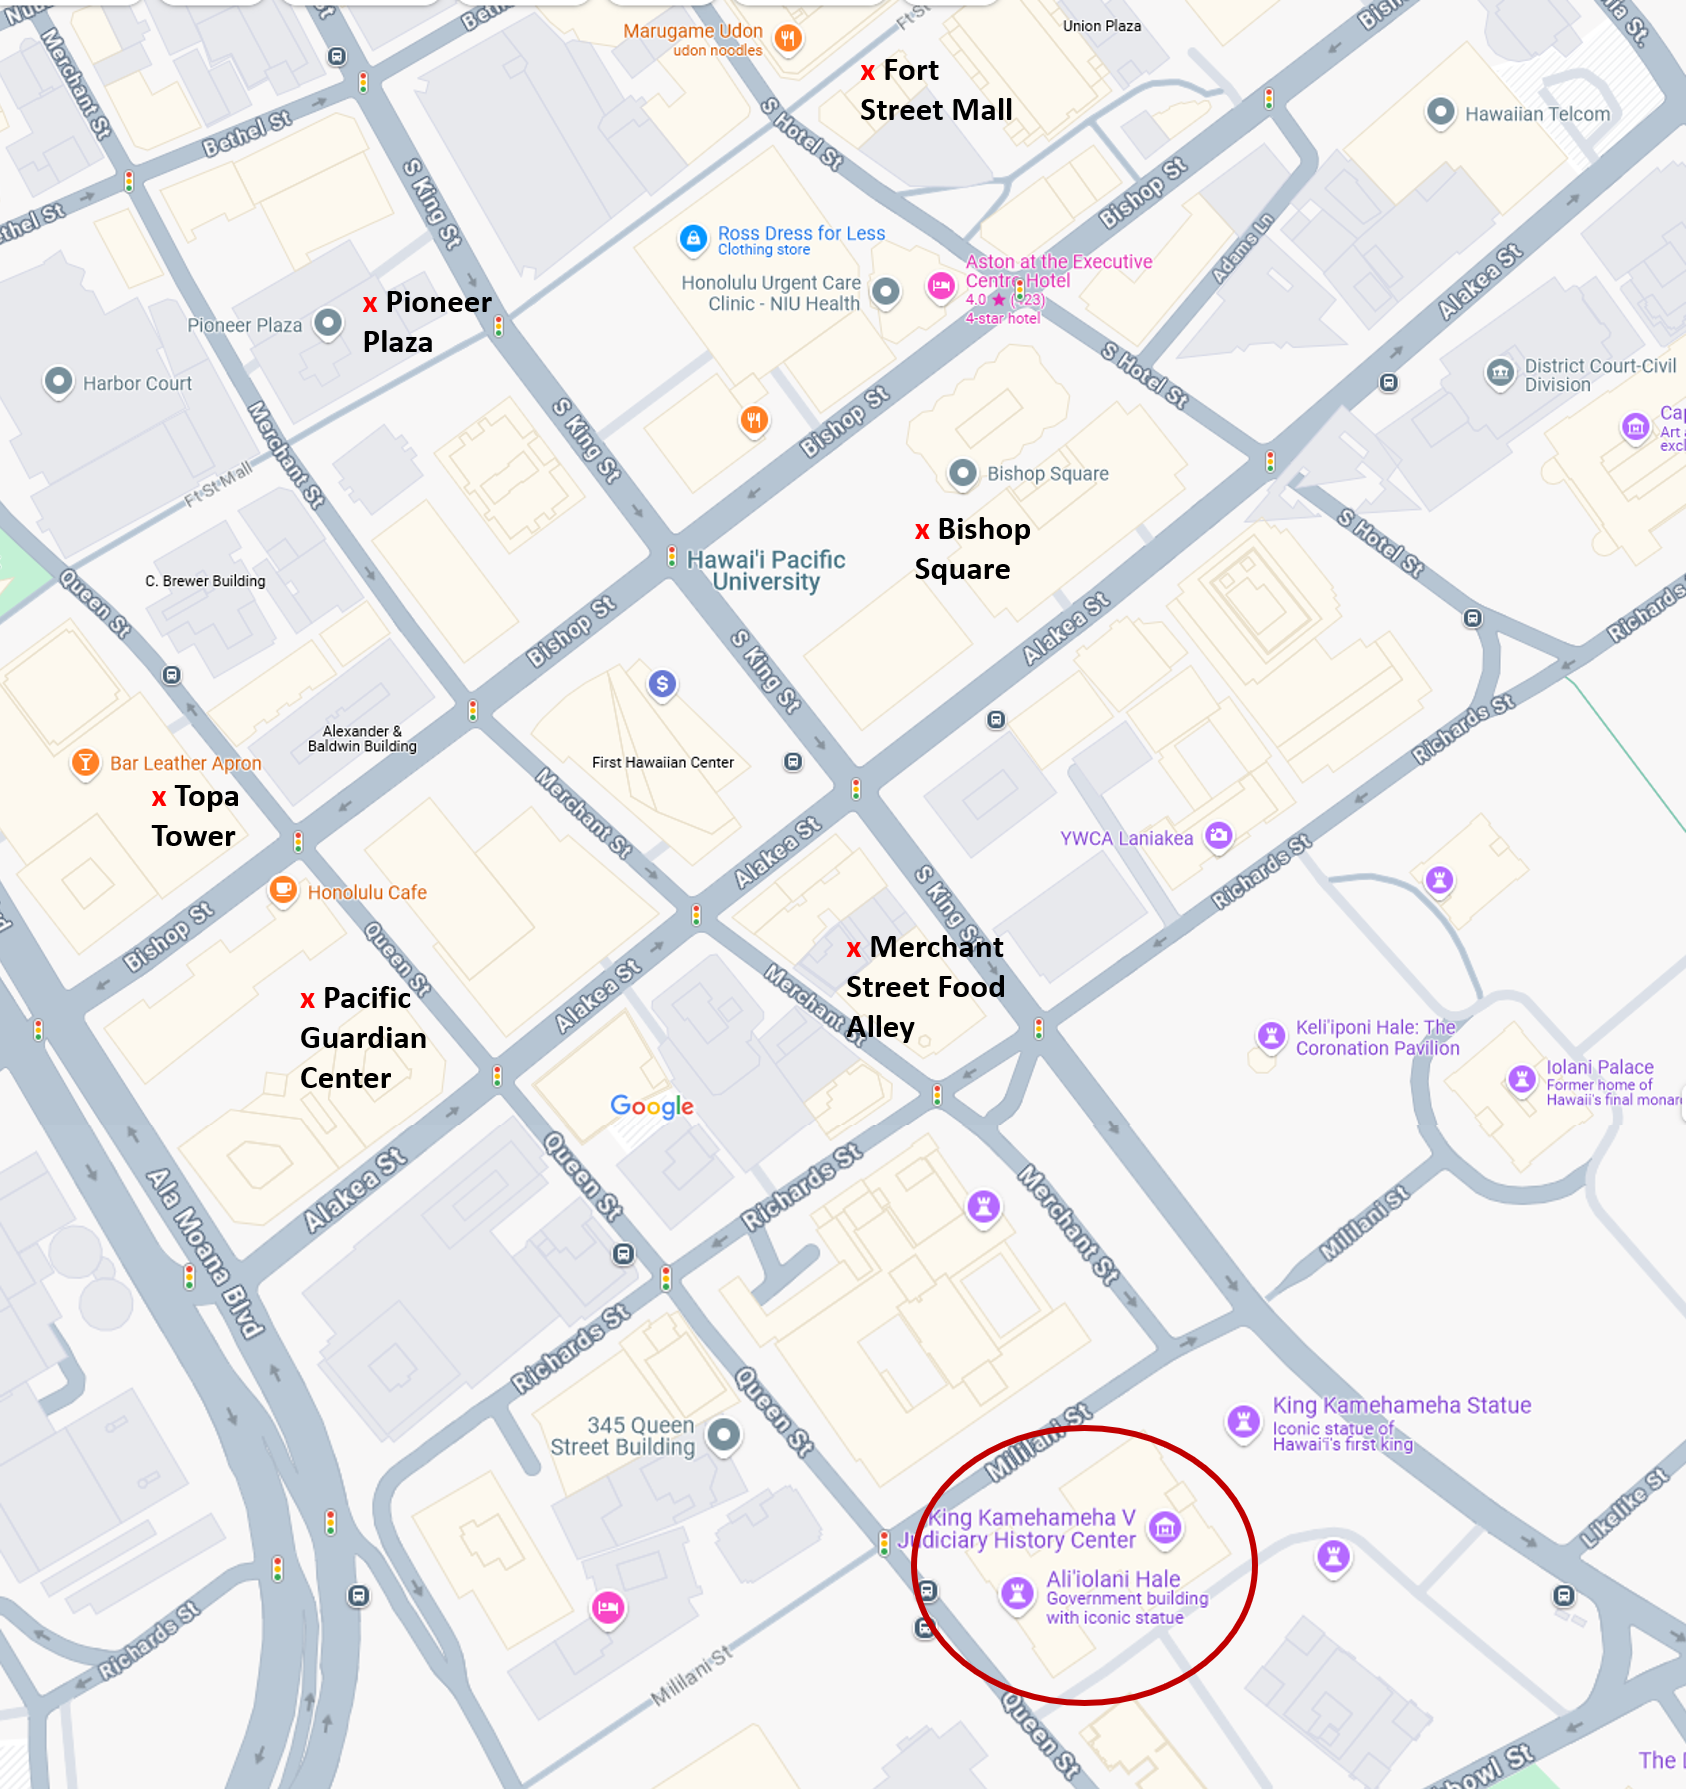 Marugame Udon
udon noodles
Union Plaza
x Fort
Street Mall
Hawaiian Telcom
Merchant St
Bethel St
S Hotel St
S King St
Bishop St
Adams Ln
Alakea St
Ross Dress for Less
Clothing store
Honolulu Urgent Care
Clinic - NIU Health
Aston at the Executive
Centre Hotel
4-star hotel
x Pioneer
Plaza
Pioneer Plaza
Harbor Court
Merchant St
Ft St Mall
S King St
Bishop St
S Hotel St
District Court-Civil
Division
Bishop Square
x Bishop
Square
S Hotel St
Richards
Hawai'i Pacific
University
C. Brewer Building
Queen St
Bishop St
S King St
Alakea St
Richards St
Alexander &
Baldwin Building
First Hawaiian Center
Bar Leather Apron
x Topa
Tower
Merchant St
Alakea St
YWCA Laniakea
Richards St
Honolulu Cafe
Bishop St
Queen St
S King St
x Merchant
Street Food
Alley
x Pacific
Guardian
Center
Alakea St
Merchant St
Keli'iponi Hale: The
Coronation Pavilion
Iolani Palace
Former home of
Hawaii's final monar
Google
Alakea St
Queen St
Richards St
Merchant St
Mililani St
Ala Moana Blvd
Richards St
Queen St
345 Queen
Street Building
Mililani St
King Kamehameha Statue
Iconic statue of
Hawai'i's first king
King Kamehameha V
Judiciary History Center
Ali'iolani Hale
Government building
with iconic statue
Likelike St
Richards St
Mililani St
Queen St
The